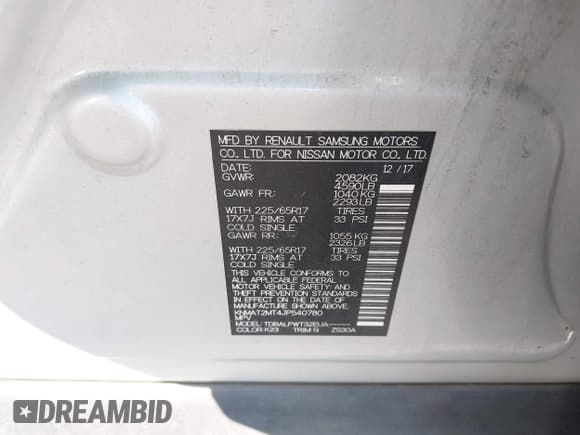 MFD BY RENAULT SAMSUNG MOTORS
CO., LTD. FOR NISSAN MOTOR CO., LTD.
DATE: 12 / 17
GVWR: 2082KG
4590LB
GAWR FR: 1040 KG
2293LB
WITH 225/65R17 TIRES
17X7J RIMS AT 33 PSI
COLD SINGLE
GAWR RR: 1055 KG
2326LB
WITH 225/65R17 TIRES
17X7J RIMS AT 33 PSI
COLD SINGLE
THIS VEHICLE CONFORMS TO
ALL APPLICABLE FEDERAL
MOTOR VEHICLE SAFETY AND
THEFT PREVENTION STANDARDS
IN EFFECT ON THE DATE OF
MANUFACTURE SHOWN ABOVE.
KNMAT2MT4JP540780
MPV
MODEL: TDBALPWT32EUA-----
COLOR K23 TRIM G ZS30A
DREAMBID